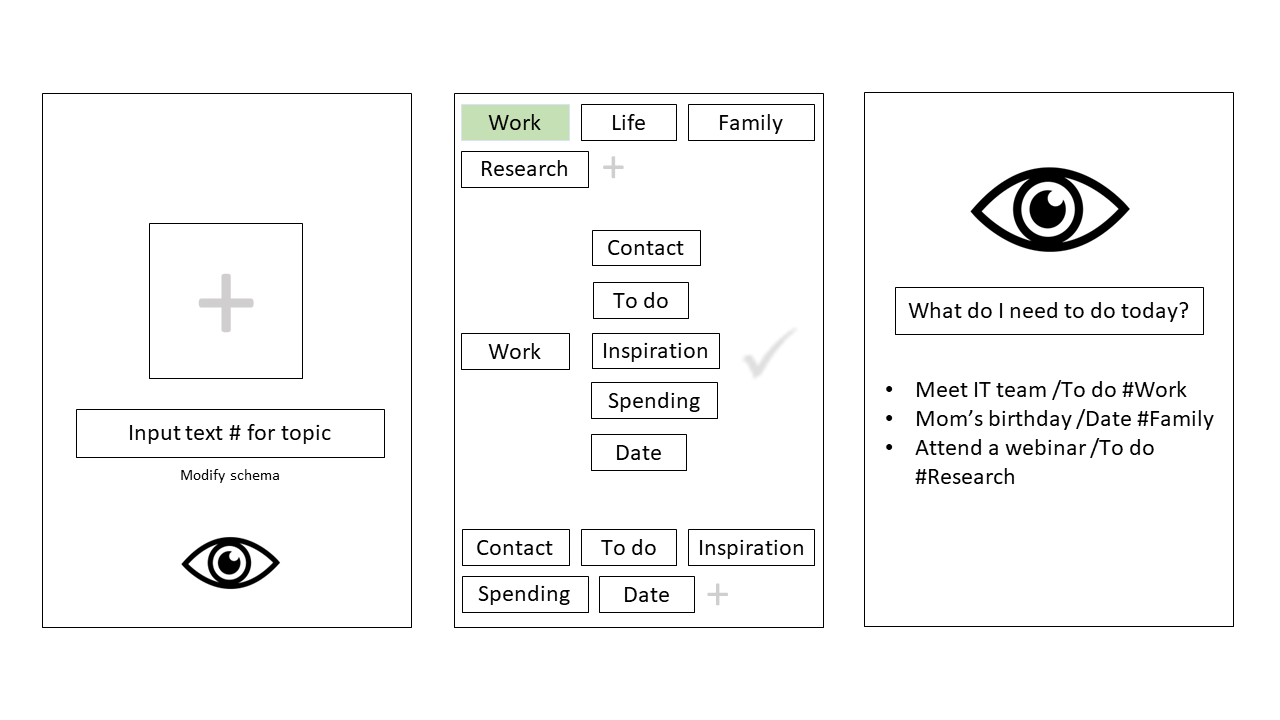 Input text # for topic
Modify schema
Work Life Family
Research +
Contact
To do
Work Inspiration
Spending
Date
Contact To do Inspiration
Spending Date +
What do I need to do today?
• Meet IT team /To do #Work
• Mom’s birthday /Date #Family
• Attend a webinar /To do
#Research